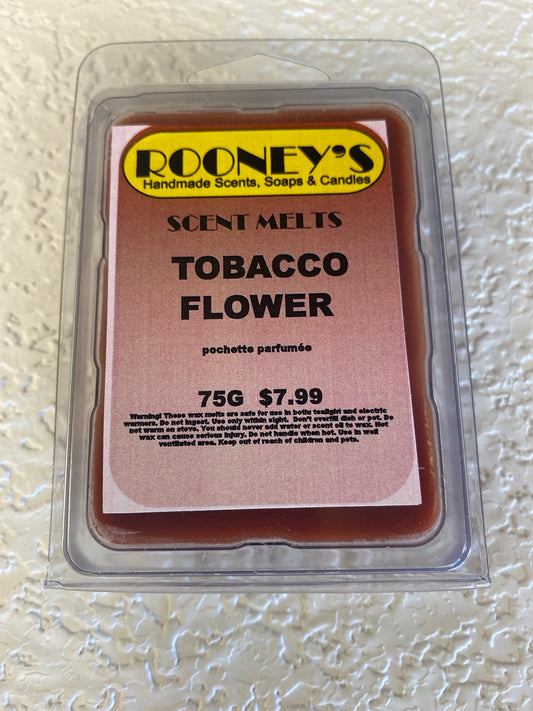 ROONEY'S
Handmade Scents, Soaps & Candles
SCENT MELTS
TOBACCO
FLOWER
pochette parfumée
75G $7.99
Warning! These wax melts are safe for use in both: tealight and electric
warmers. Do not ingest. Use only within sight. Don't overfill dish or pot. Do
not warm on stove. You should never add water or scent oil to wax. Hot
wax can cause serious injury. Do not handle when hot. Use in well
ventilated area. Keep out of reach of children and pets.